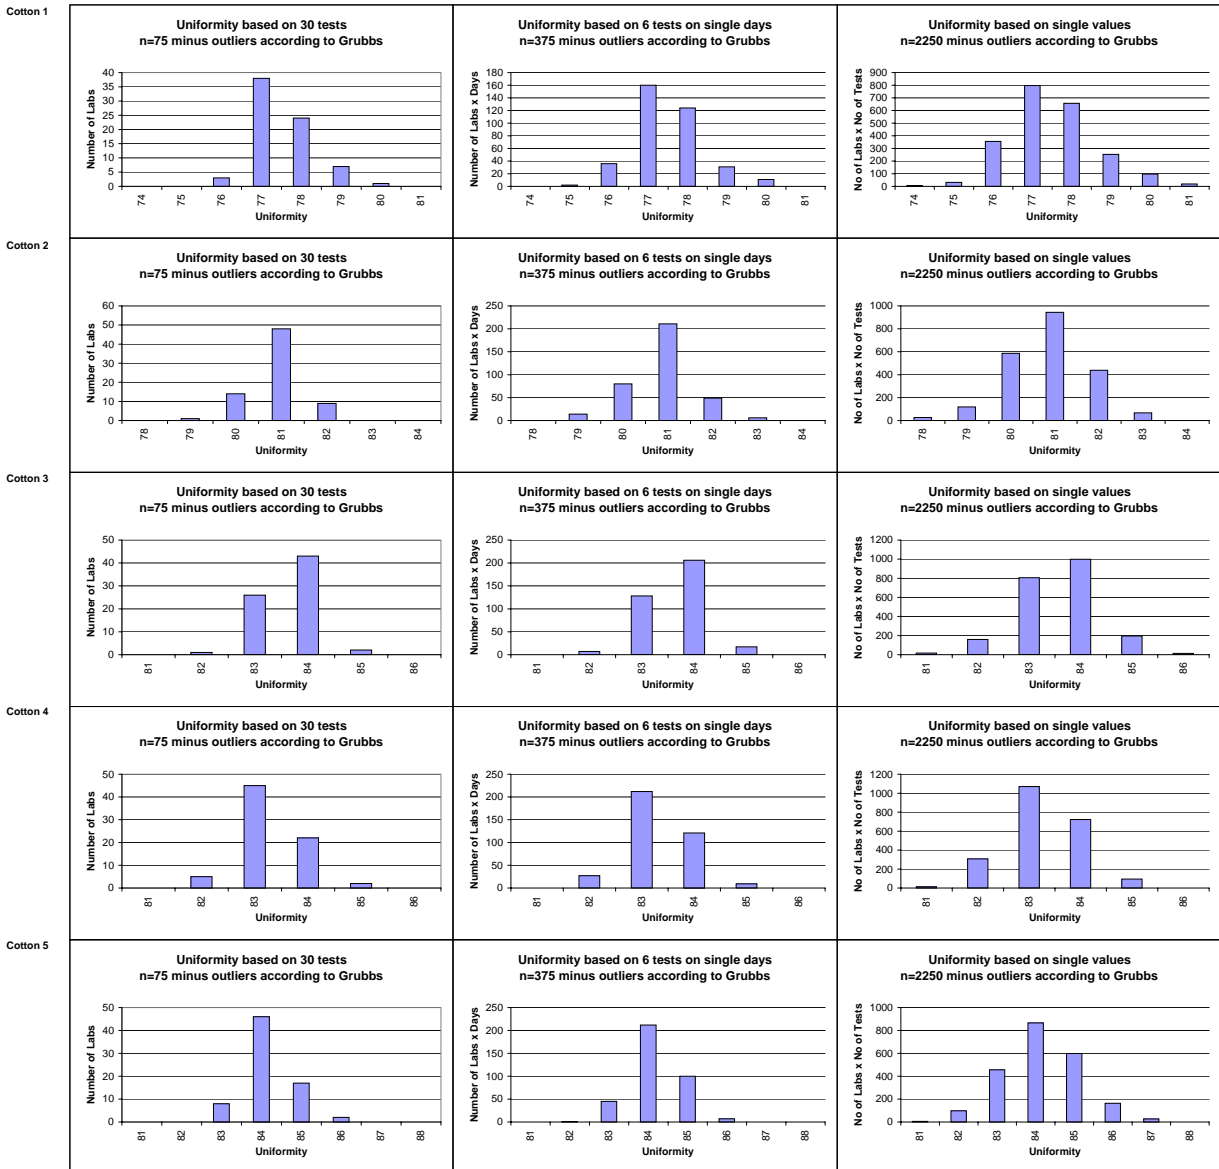 Cotton 1
Uniformity based on 30 tests
n=75 minus outliers according to Grubbs
Number of Labs
40
35
30
25
20
15
10
5
0
74 75 76 77 78 79 80 81
Uniformity
Uniformity based on 6 tests on single days
n=375 minus outliers according to Grubbs
Number of Labs x Days
180
160
140
120
100
80
60
40
20
0
74 75 76 77 78 79 80 81
Uniformity
Uniformity based on single values
n=2250 minus outliers according to Grubbs
No of Labs x No of Tests
900
800
700
600
500
400
300
200
100
0
74 75 76 77 78 79 80 81
Uniformity
Cotton 2
Uniformity based on 30 tests
n=75 minus outliers according to Grubbs
Number of Labs
60
50
40
30
20
10
0
78 79 80 81 82 83 84
Uniformity
Uniformity based on 6 tests on single days
n=375 minus outliers according to Grubbs
Number of Labs x Days
250
200
150
100
50
0
78 79 80 81 82 83 84
Uniformity
Uniformity based on single values
n=2250 minus outliers according to Grubbs
No of Labs x No of Tests
1000
800
600
400
200
0
78 79 80 81 82 83 84
Uniformity
Cotton 3
Uniformity based on 30 tests
n=75 minus outliers according to Grubbs
Number of Labs
50
40
30
20
10
0
81 82 83 84 85 86
Uniformity
Uniformity based on 6 tests on single days
n=375 minus outliers according to Grubbs
Number of Labs x Days
250
200
150
100
50
0
81 82 83 84 85 86
Uniformity
Uniformity based on single values
n=2250 minus outliers according to Grubbs
No of Labs x No of Tests
1200
1000
800
600
400
200
0
81 82 83 84 85 86
Uniformity
Cotton 4
Uniformity based on 30 tests
n=75 minus outliers according to Grubbs
Number of Labs
50
40
30
20
10
0
81 82 83 84 85 86
Uniformity
Uniformity based on 6 tests on single days
n=375 minus outliers according to Grubbs
Number of Labs x Days
250
200
150
100
50
0
81 82 83 84 85 86
Uniformity
Uniformity based on single values
n=2250 minus outliers according to Grubbs
No of Labs x No of Tests
1200
1000
800
600
400
200
0
81 82 83 84 85 86
Uniformity
Cotton 5
Uniformity based on 30 tests
n=75 minus outliers according to Grubbs
Number of Labs
50
40
30
20
10
0
81 82 83 84 85 86 87 88
Uniformity
Uniformity based on 6 tests on single days
n=375 minus outliers according to Grubbs
Number of Labs x Days
250
200
150
100
50
0
81 82 83 84 85 86 87 88
Uniformity
Uniformity based on single values
n=2250 minus outliers according to Grubbs
No of Labs x No of Tests
1000
800
600
400
200
0
81 82 83 84 85 86 87 88
Uniformity